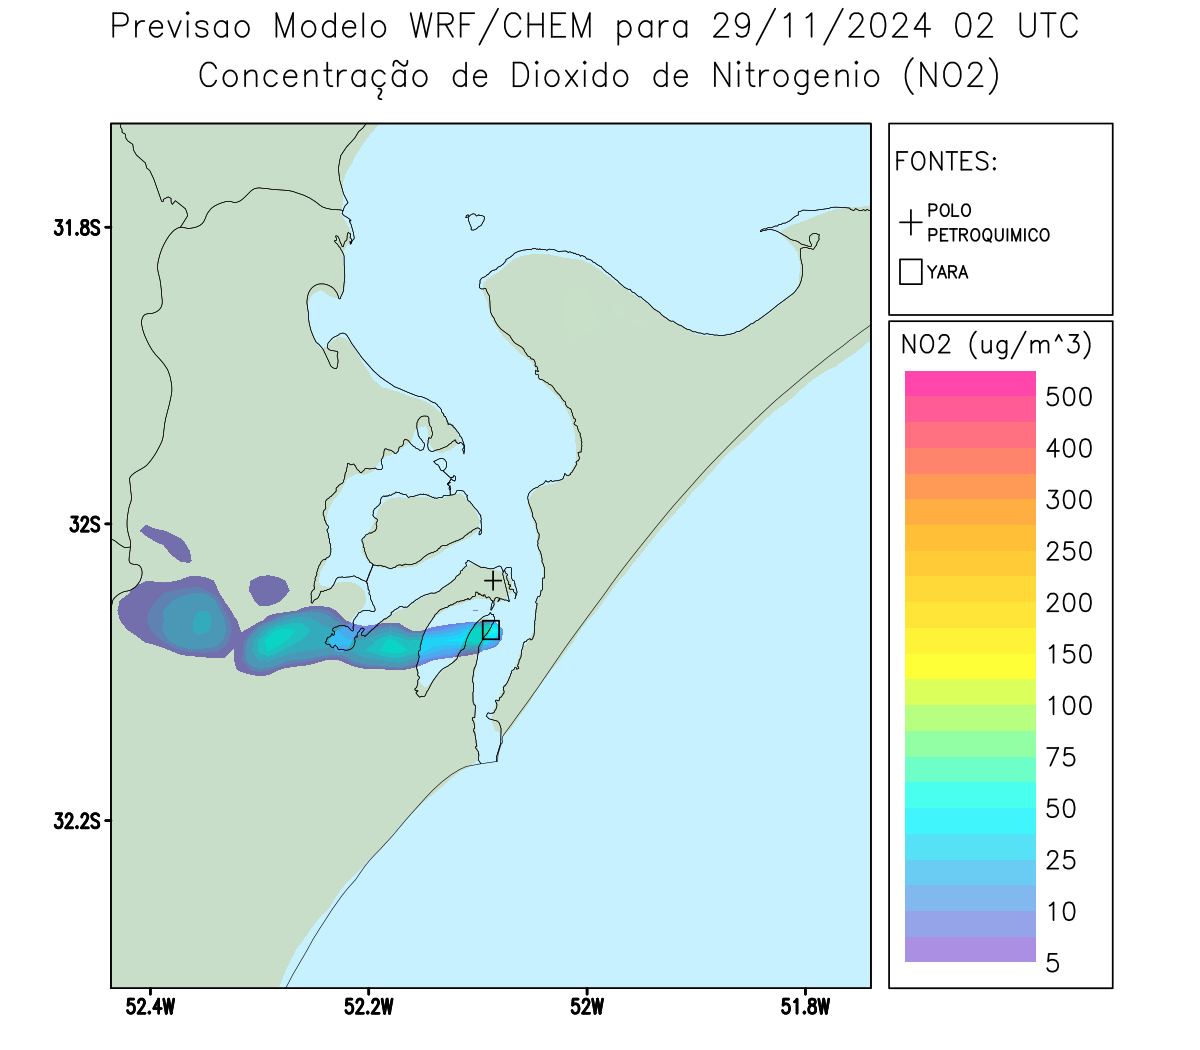 Previsao Modelo WRF/CHEM para 29/11/2024 02 UTC
Concentração de Dioxido de Nitrogenio (NO2)
FONTES:
POLO
PETROQUIMICO
YARA
NO2 (ug/m^3)
500
400
300
250
200
150
100
75
50
25
10
5
31.8S
32S
32.2S
52.4W
52.2W
52W
51.8W